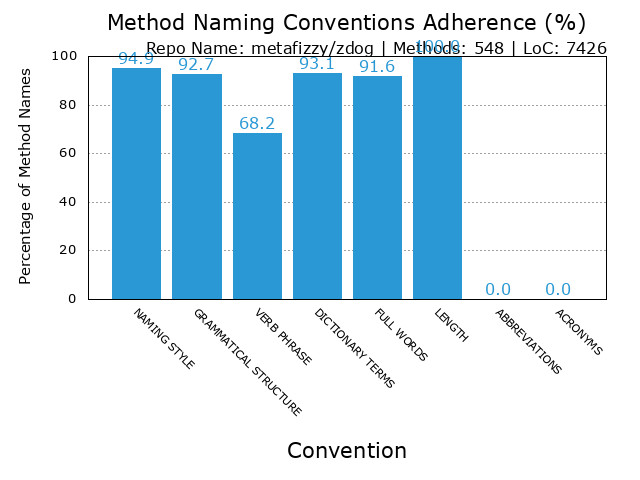 Method Naming Conventions Adherence (%)
Repo Name: metafizzy/zdog | Methods: 548 | LoC: 7426
Percentage of Method Names
100
80
60
40
20
0
94.9
92.7
68.2
93.1
91.6
100.0
0.0
0.0
NAMING STYLE
GRAMMATICAL STRUCTURE
VERB PHRASE
DICTIONARY TERMS
FULL WORDS
LENGTH
ABBREVIATIONS
ACRONYMS
Convention